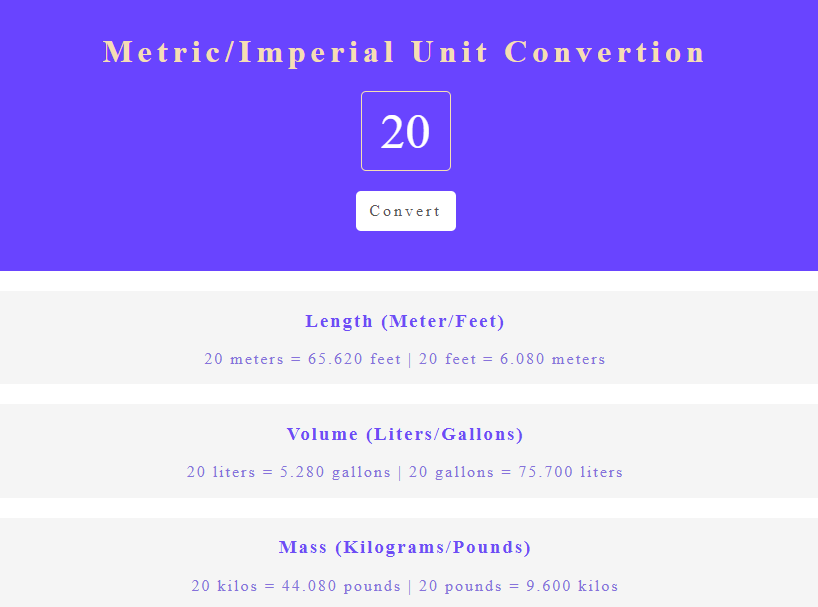 Metric/Imperial Unit Convertion
20
Convert
Length (Meter/Feet)
20 meters = 65.620 feet | 20 feet = 6.080 meters
Volume (Liters/Gallons)
20 liters = 5.280 gallons | 20 gallons = 75.700 liters
Mass (Kilograms/Pounds)
20 kilos = 44.080 pounds | 20 pounds = 9.600 kilos